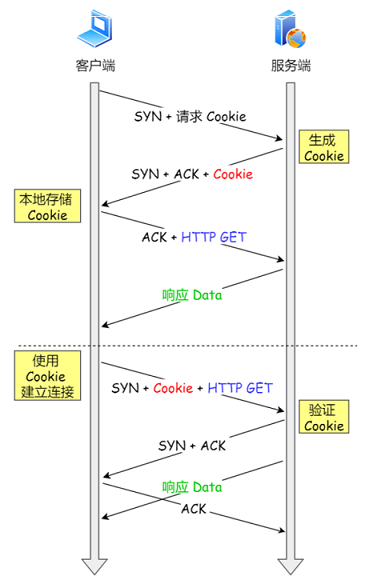 客户端
服务端
SYN + 请求 Cookie
生成
Cookie
SYN + ACK + Cookie
本地存储
Cookie
ACK + HTTP GET
响应 Data
使用
Cookie
建立连接
SYN + Cookie + HTTP GET
验证
Cookie
SYN + ACK
响应 Data
ACK